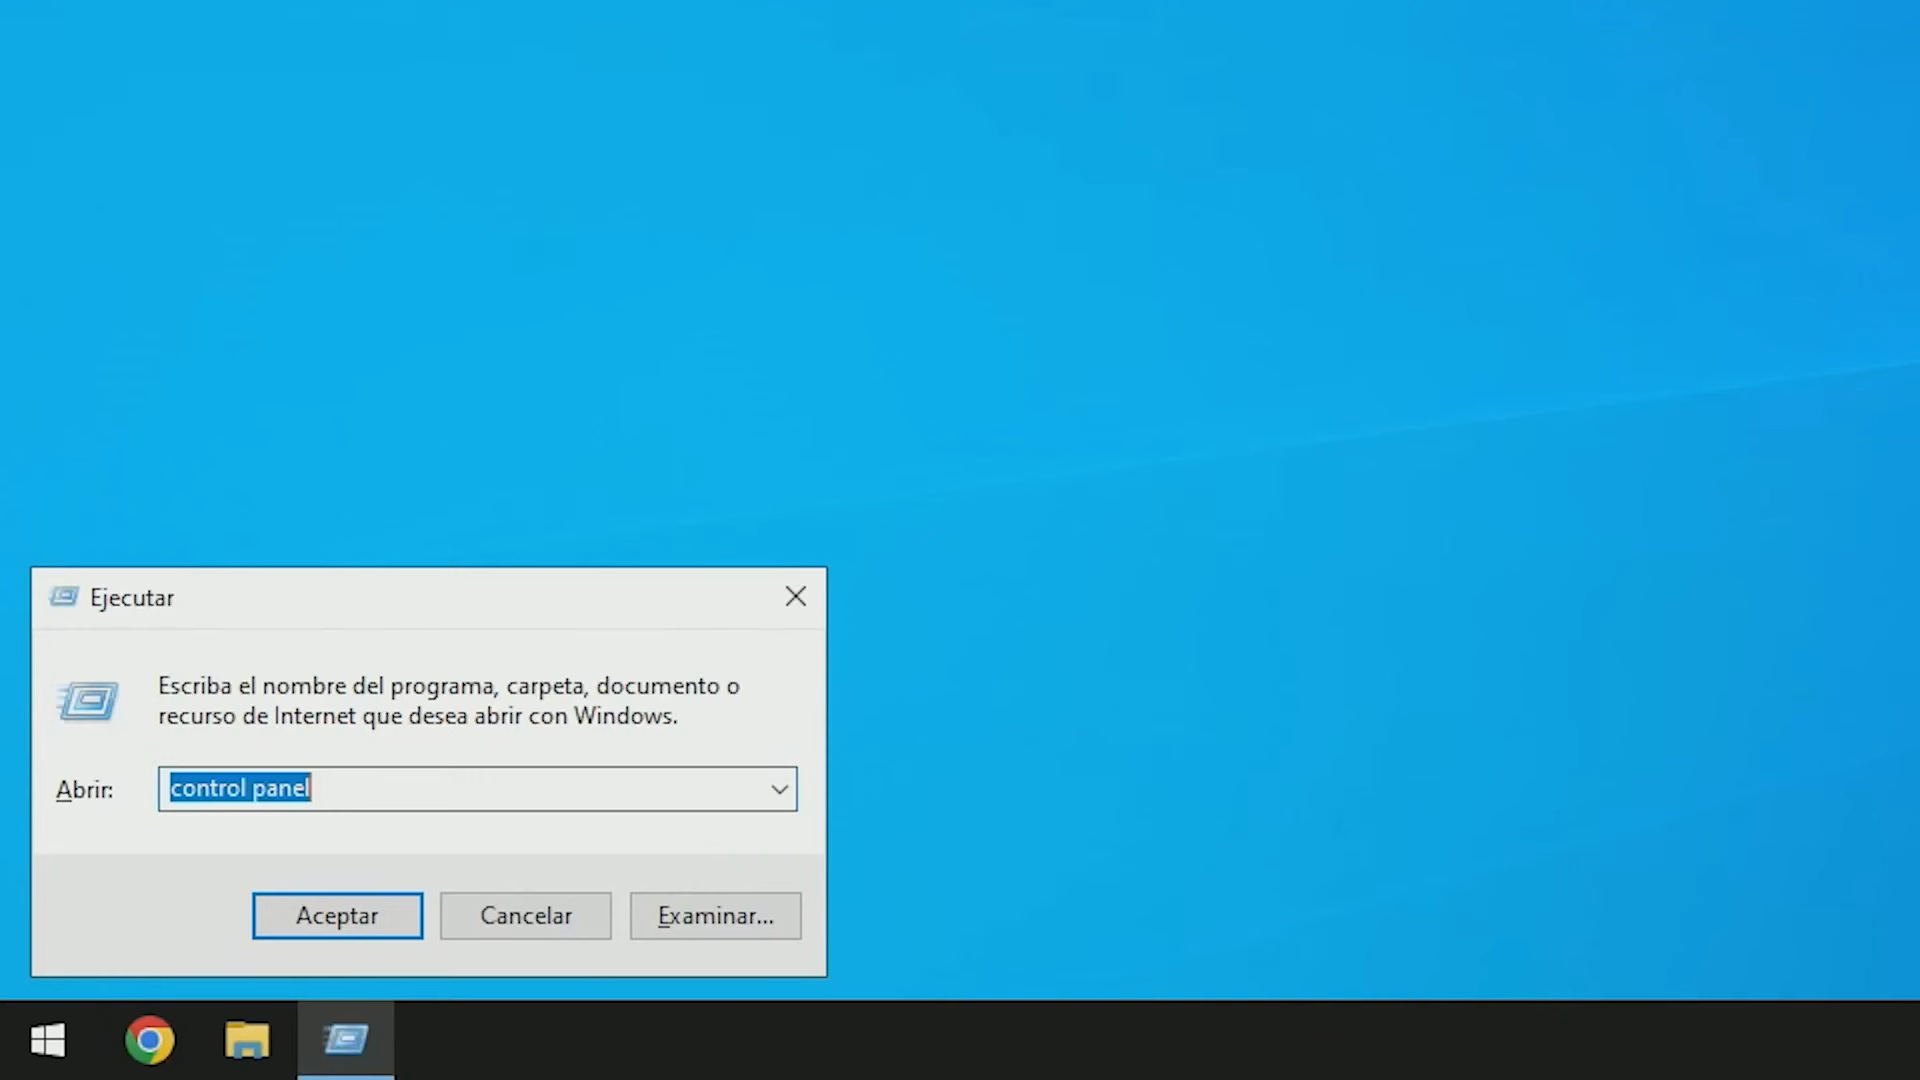 Ejecutar
Escriba el nombre del programa, carpeta, documento o
recurso de Internet que desea abrir con Windows.
Abrir: control panel
Aceptar Cancelar Examinar...